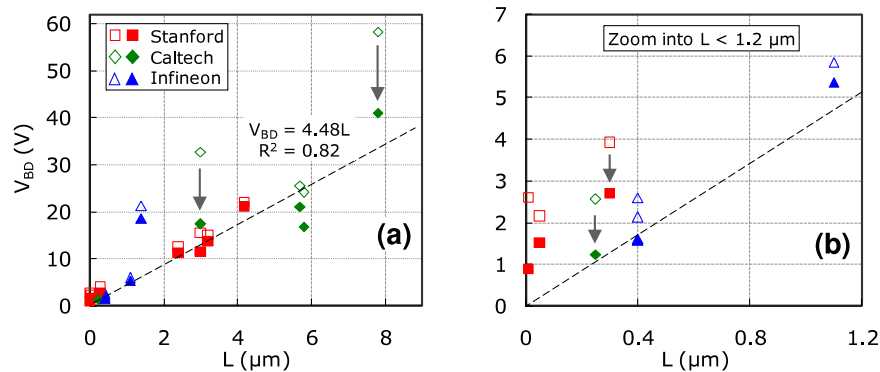 60
50
40
30
20
10
0
V_BD (V)
Stanford
Caltech
Infineon
V_BD = 4.48L
R² = 0.82
(a)
0 2 4 6 8
L (μm)
7
6
5
4
3
2
1
0
Zoom into L < 1.2 μm
(b)
0 0.4 0.8 1.2
L (μm)